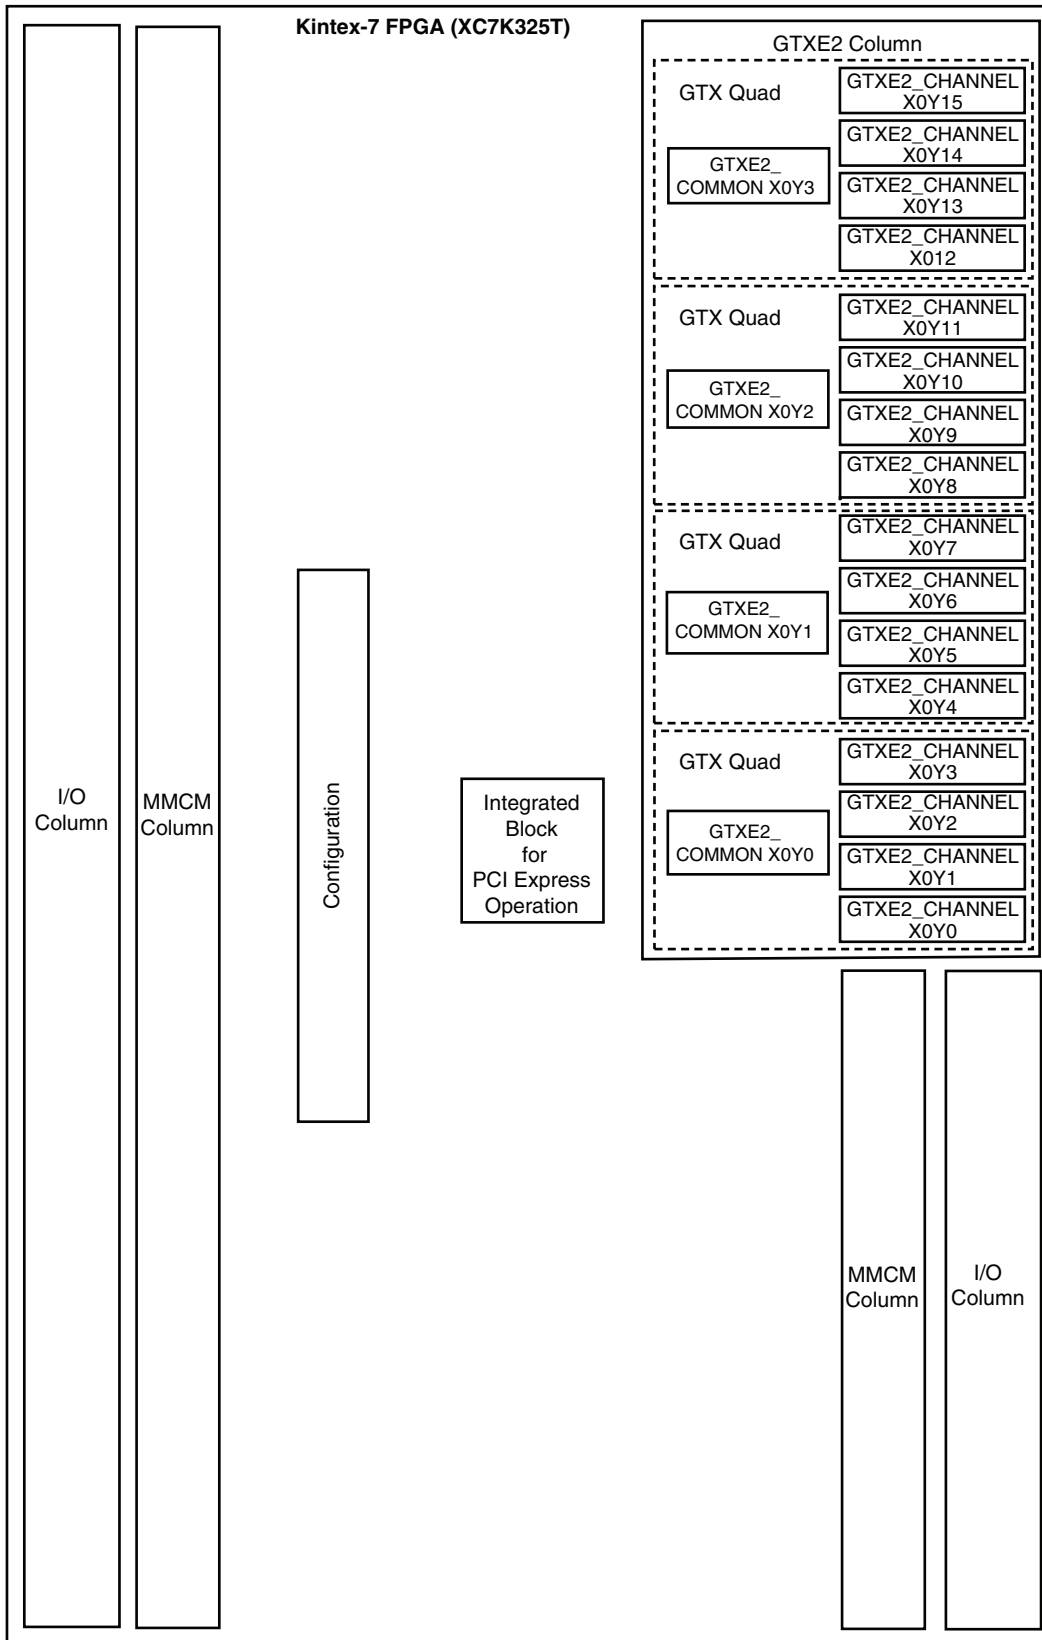 Kintex-7 FPGA (XC7K325T)
GTXE2 Column
GTX Quad
GTXE2_
COMMON X0Y3
GTXE2_CHANNEL
X0Y15
GTXE2_CHANNEL
X0Y14
GTXE2_CHANNEL
X0Y13
GTXE2_CHANNEL
X012
GTX Quad
GTXE2_
COMMON X0Y2
GTXE2_CHANNEL
X0Y11
GTXE2_CHANNEL
X0Y10
GTXE2_CHANNEL
X0Y9
GTXE2_CHANNEL
X0Y8
GTX Quad
GTXE2_
COMMON X0Y1
GTXE2_CHANNEL
X0Y7
GTXE2_CHANNEL
X0Y6
GTXE2_CHANNEL
X0Y5
GTXE2_CHANNEL
X0Y4
GTX Quad
GTXE2_
COMMON X0Y0
GTXE2_CHANNEL
X0Y3
GTXE2_CHANNEL
X0Y2
GTXE2_CHANNEL
X0Y1
GTXE2_CHANNEL
X0Y0
I/O
Column
MMCM
Column
Configuration
Integrated
Block
for
PCI Express
Operation
MMCM
Column
I/O
Column